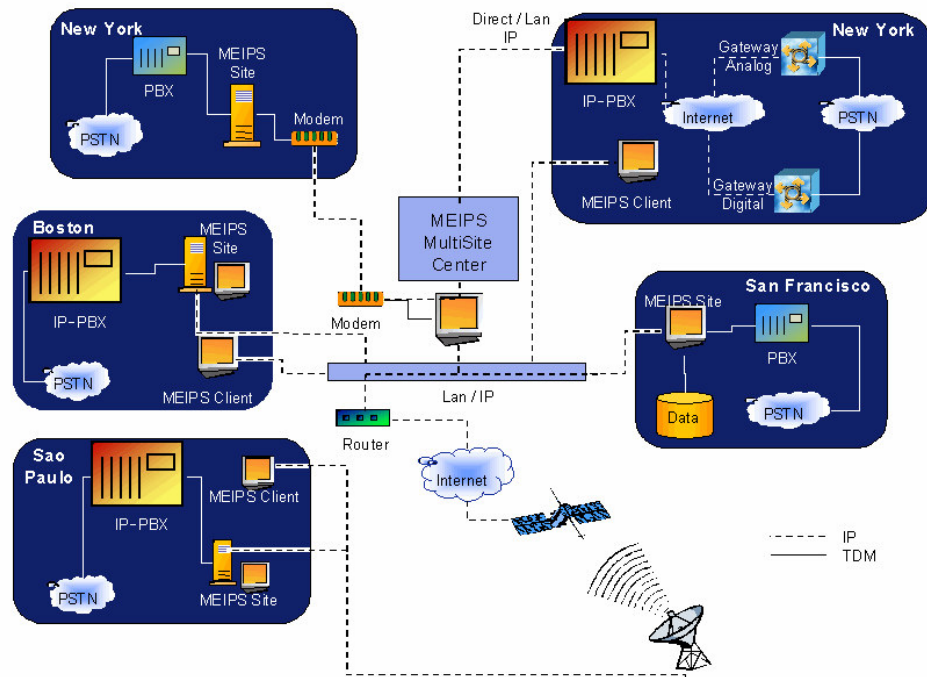 New York
PBX
MEIPS
Site
Modem
PSTN
Direct / Lan
IP
New York
Gateway
Analog
IP-PBX
Internet
PSTN
MEIPS Client
Gateway
Digital
MEIPS
MultiSite
Center
Boston
MEIPS
Site
IP-PBX
PSTN
MEIPS Client
Modem
Lan / IP
San Francisco
MEIPS Site
PBX
Data
PSTN
Router
Internet
Sao
Paulo
IP-PBX
MEIPS Client
PSTN
MEIPS Site
IP
TDM